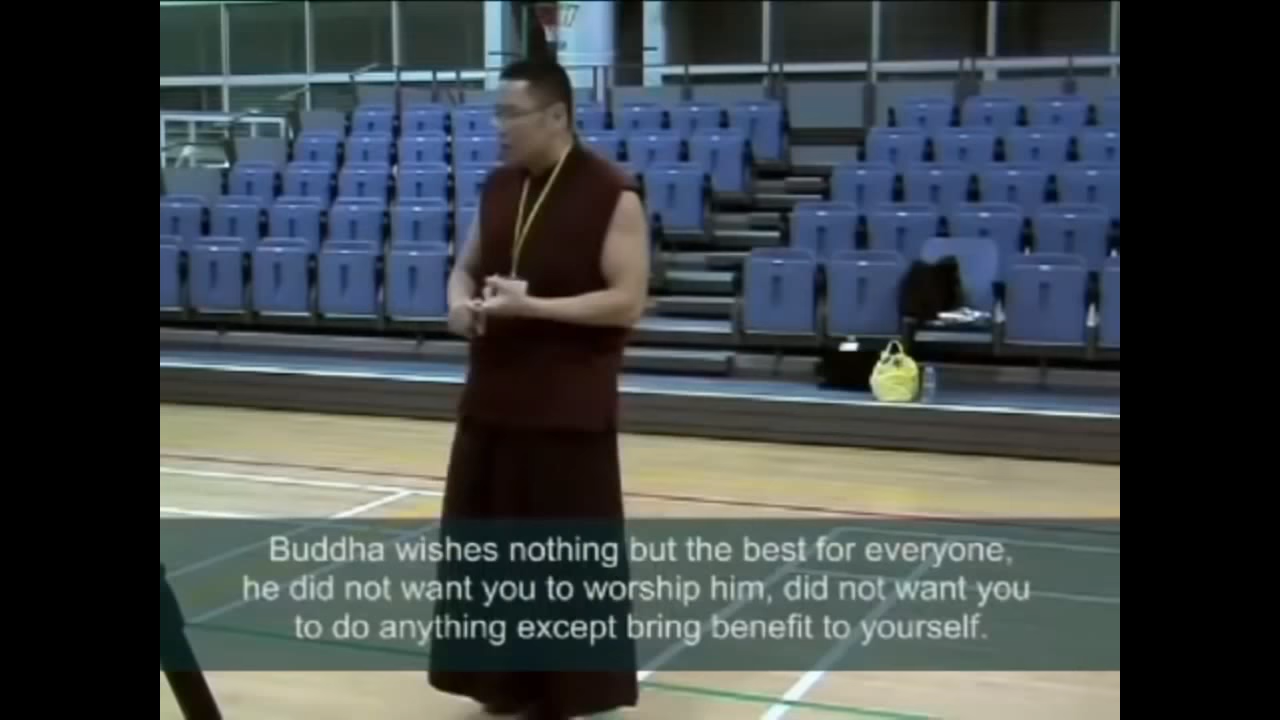 Buddha wishes nothing but the best for everyone,
he did not want you to worship him, did not want you
to do anything except bring benefit to yourself.